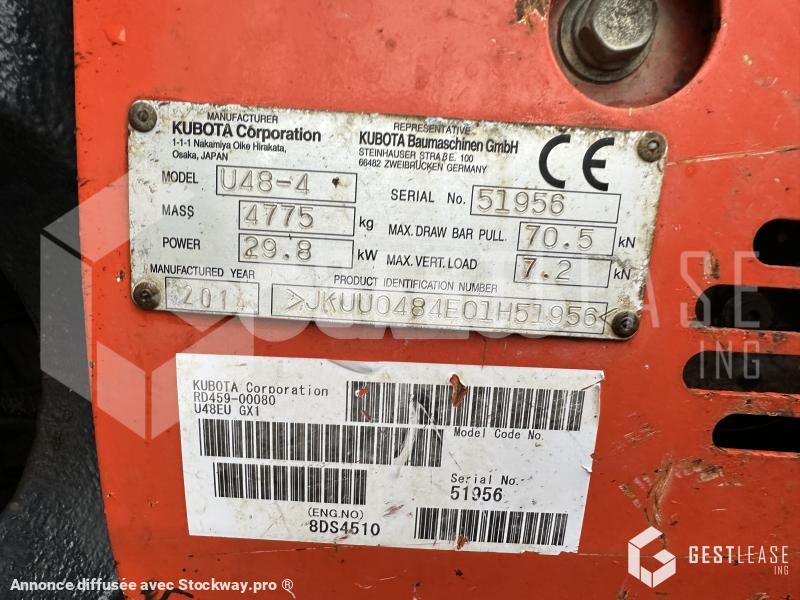 MANUFACTURER
KUBOTA Corporation
1-1-1 Nakamiya Oike Hirakata,
Osaka, JAPAN
REPRESENTATIVE
KUBOTA Baumaschinen GmbH
STEINHAUSER STRAßE. 100
66482 ZWEIBRÜCKEN GERMANY
CE
MODEL U48-4
SERIAL No. 51956
MASS 4775 kg
MAX. DRAW BAR PULL. 70.5 kN
POWER 29.8 kW
MAX. VERT. LOAD 7.2 kN
MANUFACTURED YEAR
PRODUCT IDENTIFICATION NUMBER
>JKUU0484E01H51956<
KUBOTA Corporation
RD459-00080
U48EU GX1
Model Code No.
Serial No.
51956
(ENG.NO)
8DS4510
GESTLEASE
ING
GESTLEASE
ING
Annonce diffusée avec Stockway.pro ®